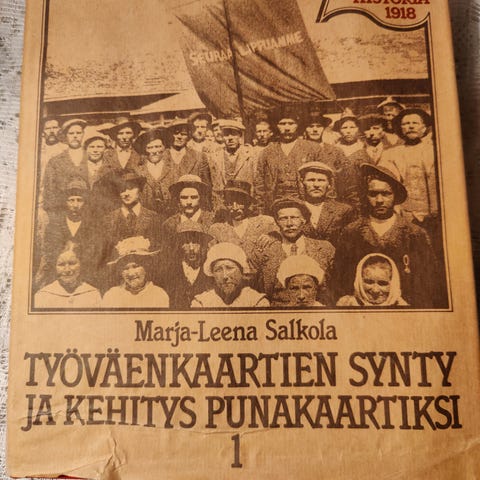 HISTORIA
1918
SEURAA LIPPUAMME
Marja-Leena Salkola
TYÖVÄENKAARTIEN SYNTY
JA KEHITYS PUNAKAARTIKSI
1